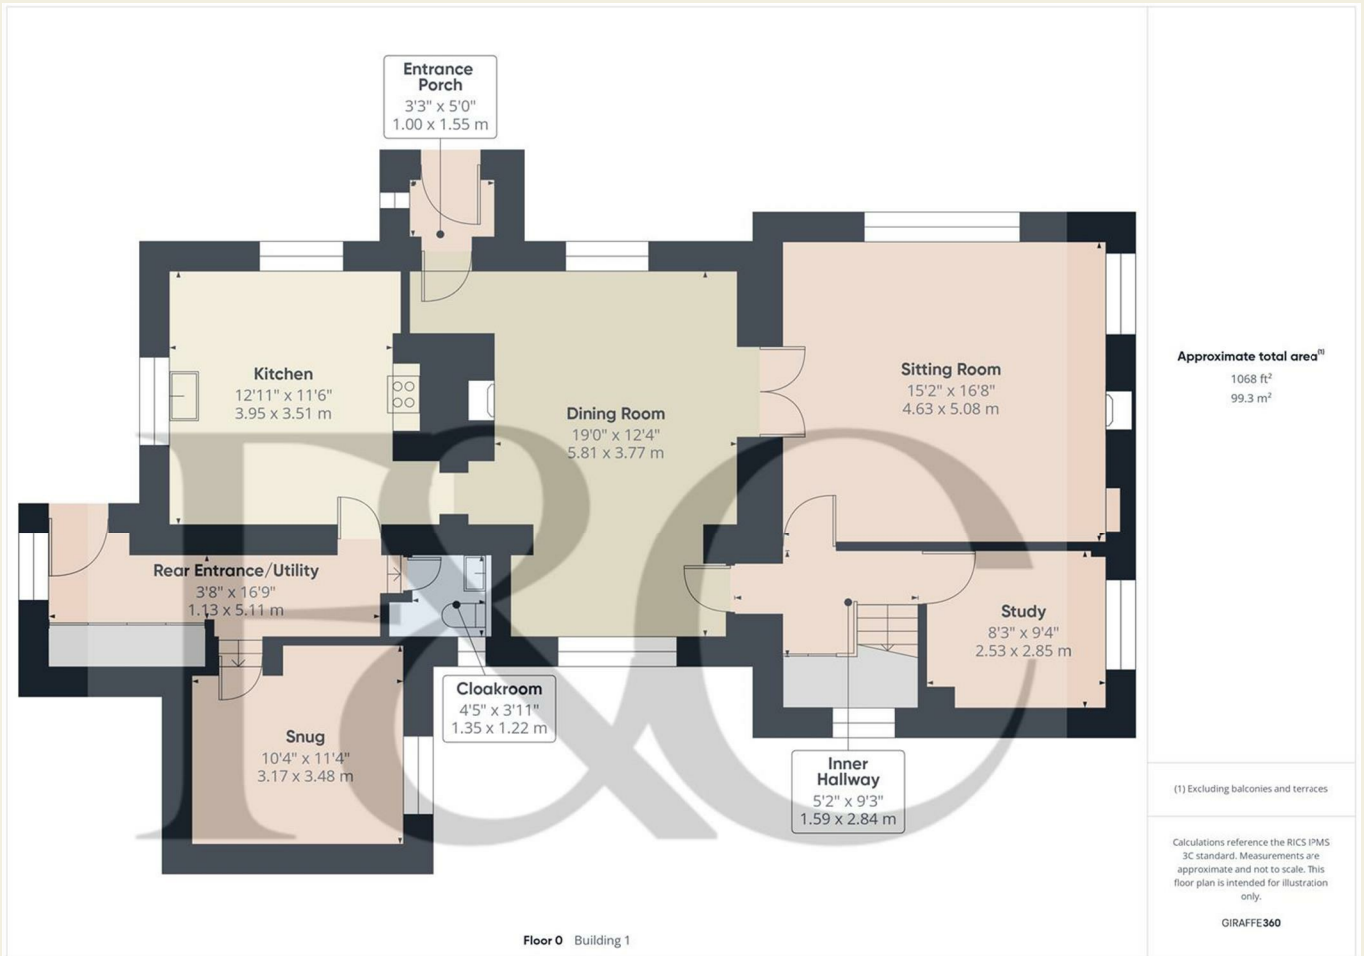 Entrance
Porch
3'3" x 5'0"
1.00 x 1.55 m
Kitchen
12'11" x 11'6"
3.95 x 3.51 m
Dining Room
19'0" x 12'4"
5.81 x 3.77 m
Sitting Room
15'2" x 16'8"
4.63 x 5.08 m
Rear Entrance/Utility
3'8" x 16'9"
1.13 x 5.11 m
Study
8'3" x 9'4"
2.53 x 2.85 m
Cloakroom
4'5" x 3'11"
1.35 x 1.22 m
Snug
10'4" x 11'4"
3.17 x 3.48 m
Inner
Hallway
5'2" x 9'3"
1.59 x 2.84 m
F&C
Floor 0 Building 1
Approximate total area(1)
1068 ft²
99.3 m²
(1) Excluding balconies and terraces
Calculations reference the RICS IPMS
3C standard. Measurements are
approximate and not to scale. This
floor plan is intended for illustration
only.
GIRAFFE360